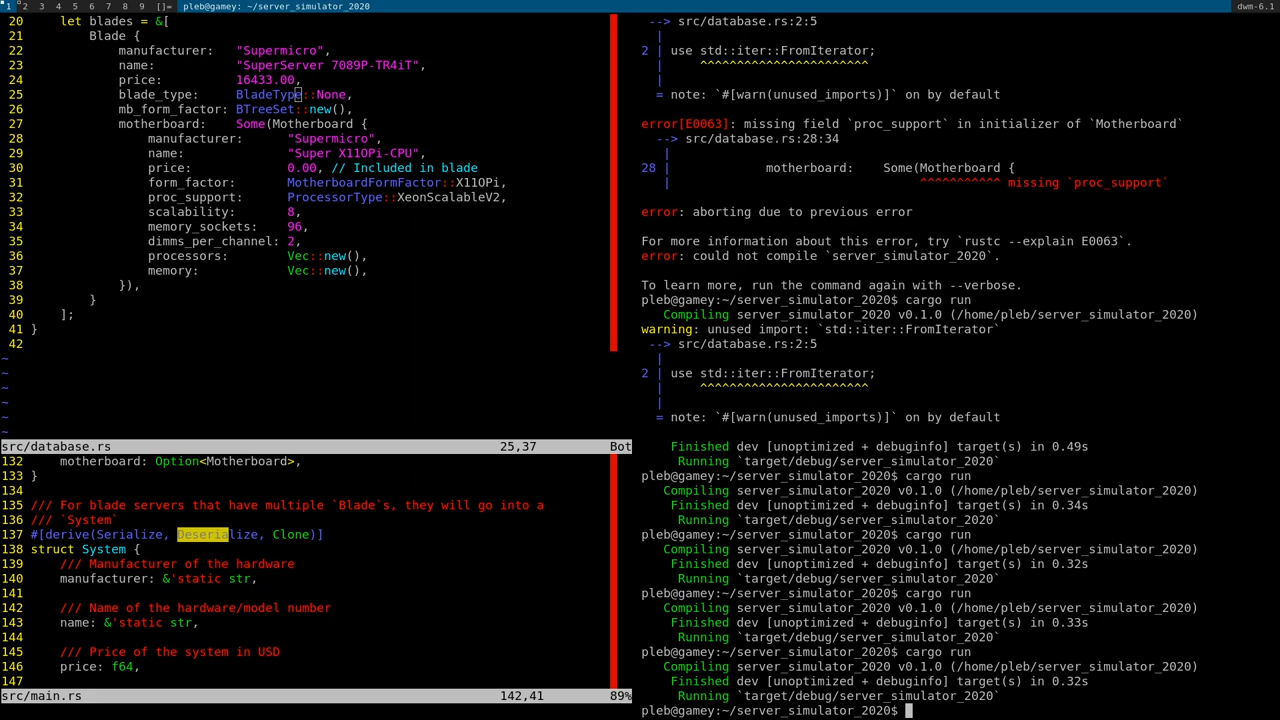 1 2 3 4 5 6 7 8 9 []= pleb@gamey: ~/server_simulator_2020 dwm-6.1
20     let blades = &[
21         Blade {
22             manufacturer:   "Supermicro",
23             name:           "SuperServer 7089P-TR4iT",
24             price:          16433.00,
25             blade_type:     BladeType::None,
26             mb_form_factor: BTreeSet::new(),
27             motherboard:    Some(Motherboard {
28                 manufacturer:      "Supermicro",
29                 name:              "Super X11OPi-CPU",
30                 price:             0.00, // Included in blade
31                 form_factor:       MotherboardFormFactor::X11OPi,
32                 proc_support:      ProcessorType::XeonScalableV2,
33                 scalability:       8,
34                 memory_sockets:    96,
35                 dimms_per_channel: 2,
36                 processors:        Vec::new(),
37                 memory:            Vec::new(),
38             }),
39         }
40     ];
41 }
42
~
~
~
~
~
~
src/database.rs 25,37 Bot
132     motherboard: Option<Motherboard>,
133 }
134
135 /// For blade servers that have multiple `Blade`s, they will go into a
136 /// `System`
137 #[derive(Serialize, Deserialize, Clone)]
138 struct System {
139     /// Manufacturer of the hardware
140     manufacturer: &'static str,
141
142     /// Name of the hardware/model number
143     name: &'static str,
144
145     /// Price of the system in USD
146     price: f64,
147
src/main.rs 142,41 89%
  --> src/database.rs:2:5
   |
2 | use std::iter::FromIterator;
   |     ^^^^^^^^^^^^^^^^^^^^^^^
   |
  = note: `#[warn(unused_imports)]` on by default
error[E0063]: missing field `proc_support` in initializer of `Motherboard`
  --> src/database.rs:28:34
   |
28 |             motherboard:    Some(Motherboard {
   |                                  ^^^^^^^^^^^ missing `proc_support`
error: aborting due to previous error
For more information about this error, try `rustc --explain E0063`.
error: could not compile `server_simulator_2020`.
To learn more, run the command again with --verbose.
pleb@gamey:~/server_simulator_2020$ cargo run
   Compiling server_simulator_2020 v0.1.0 (/home/pleb/server_simulator_2020)
warning: unused import: `std::iter::FromIterator`
  --> src/database.rs:2:5
   |
2 | use std::iter::FromIterator;
   |     ^^^^^^^^^^^^^^^^^^^^^^^
   |
  = note: `#[warn(unused_imports)]` on by default
    Finished dev [unoptimized + debuginfo] target(s) in 0.49s
     Running `target/debug/server_simulator_2020`
pleb@gamey:~/server_simulator_2020$ cargo run
   Compiling server_simulator_2020 v0.1.0 (/home/pleb/server_simulator_2020)
    Finished dev [unoptimized + debuginfo] target(s) in 0.34s
     Running `target/debug/server_simulator_2020`
pleb@gamey:~/server_simulator_2020$ cargo run
   Compiling server_simulator_2020 v0.1.0 (/home/pleb/server_simulator_2020)
    Finished dev [unoptimized + debuginfo] target(s) in 0.32s
     Running `target/debug/server_simulator_2020`
pleb@gamey:~/server_simulator_2020$ cargo run
   Compiling server_simulator_2020 v0.1.0 (/home/pleb/server_simulator_2020)
    Finished dev [unoptimized + debuginfo] target(s) in 0.33s
     Running `target/debug/server_simulator_2020`
pleb@gamey:~/server_simulator_2020$ cargo run
   Compiling server_simulator_2020 v0.1.0 (/home/pleb/server_simulator_2020)
    Finished dev [unoptimized + debuginfo] target(s) in 0.32s
     Running `target/debug/server_simulator_2020`
pleb@gamey:~/server_simulator_2020$